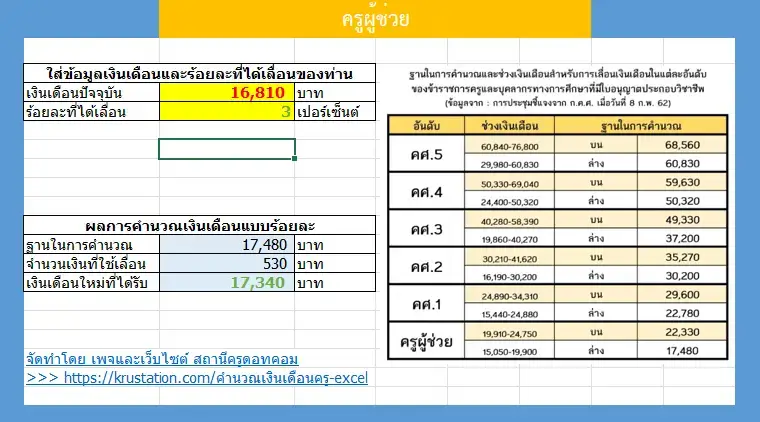 ครูผู้ช่วย
ใส่ข้อมูลเงินเดือนและร้อยละที่ได้เลื่อนของท่าน
เงินเดือนปัจจุบัน 16,810 บาท
ร้อยละที่ได้เลื่อน 3 เปอร์เซ็นต์
ผลการคำนวณเงินเดือนแบบร้อยละ
ฐานในการคำนวณ 17,480 บาท
จำนวนเงินที่ใช้เลื่อน 530 บาท
เงินเดือนใหม่ที่ได้รับ 17,340 บาท
จัดทำโดย เพจและเว็บไซต์ สถานีครูดอทคอม
>>> https://krustation.com/คำนวณเงินเดือนครู-excel
ฐานในการคำนวณและช่วงเงินเดือนสำหรับการเลื่อนเงินเดือนในแต่ละอันดับ
ของข้าราชการครูและบุคลากรทางการศึกษาที่มีใบอนุญาตประกอบวิชาชีพ
(ข้อมูลจาก : การประชุมชี้แจงจาก ก.ค.ศ. เมื่อวันที่ 8 ก.พ. 62)
อันดับ ช่วงเงินเดือน ฐานในการคำนวณ
คศ.5 60,840-76,800 บน 68,560
29,980-60,830 ล่าง 60,830
คศ.4 50,330-69,040 บน 59,630
24,400-50,320 ล่าง 50,320
คศ.3 40,280-58,390 บน 49,330
19,860-40,270 ล่าง 37,200
คศ.2 30,210-41,620 บน 35,270
16,190-30,200 ล่าง 30,200
คศ.1 24,890-34,310 บน 29,600
15,440-24,880 ล่าง 22,780
ครูผู้ช่วย 19,910-24,750 บน 22,330
15,050-19,900 ล่าง 17,480